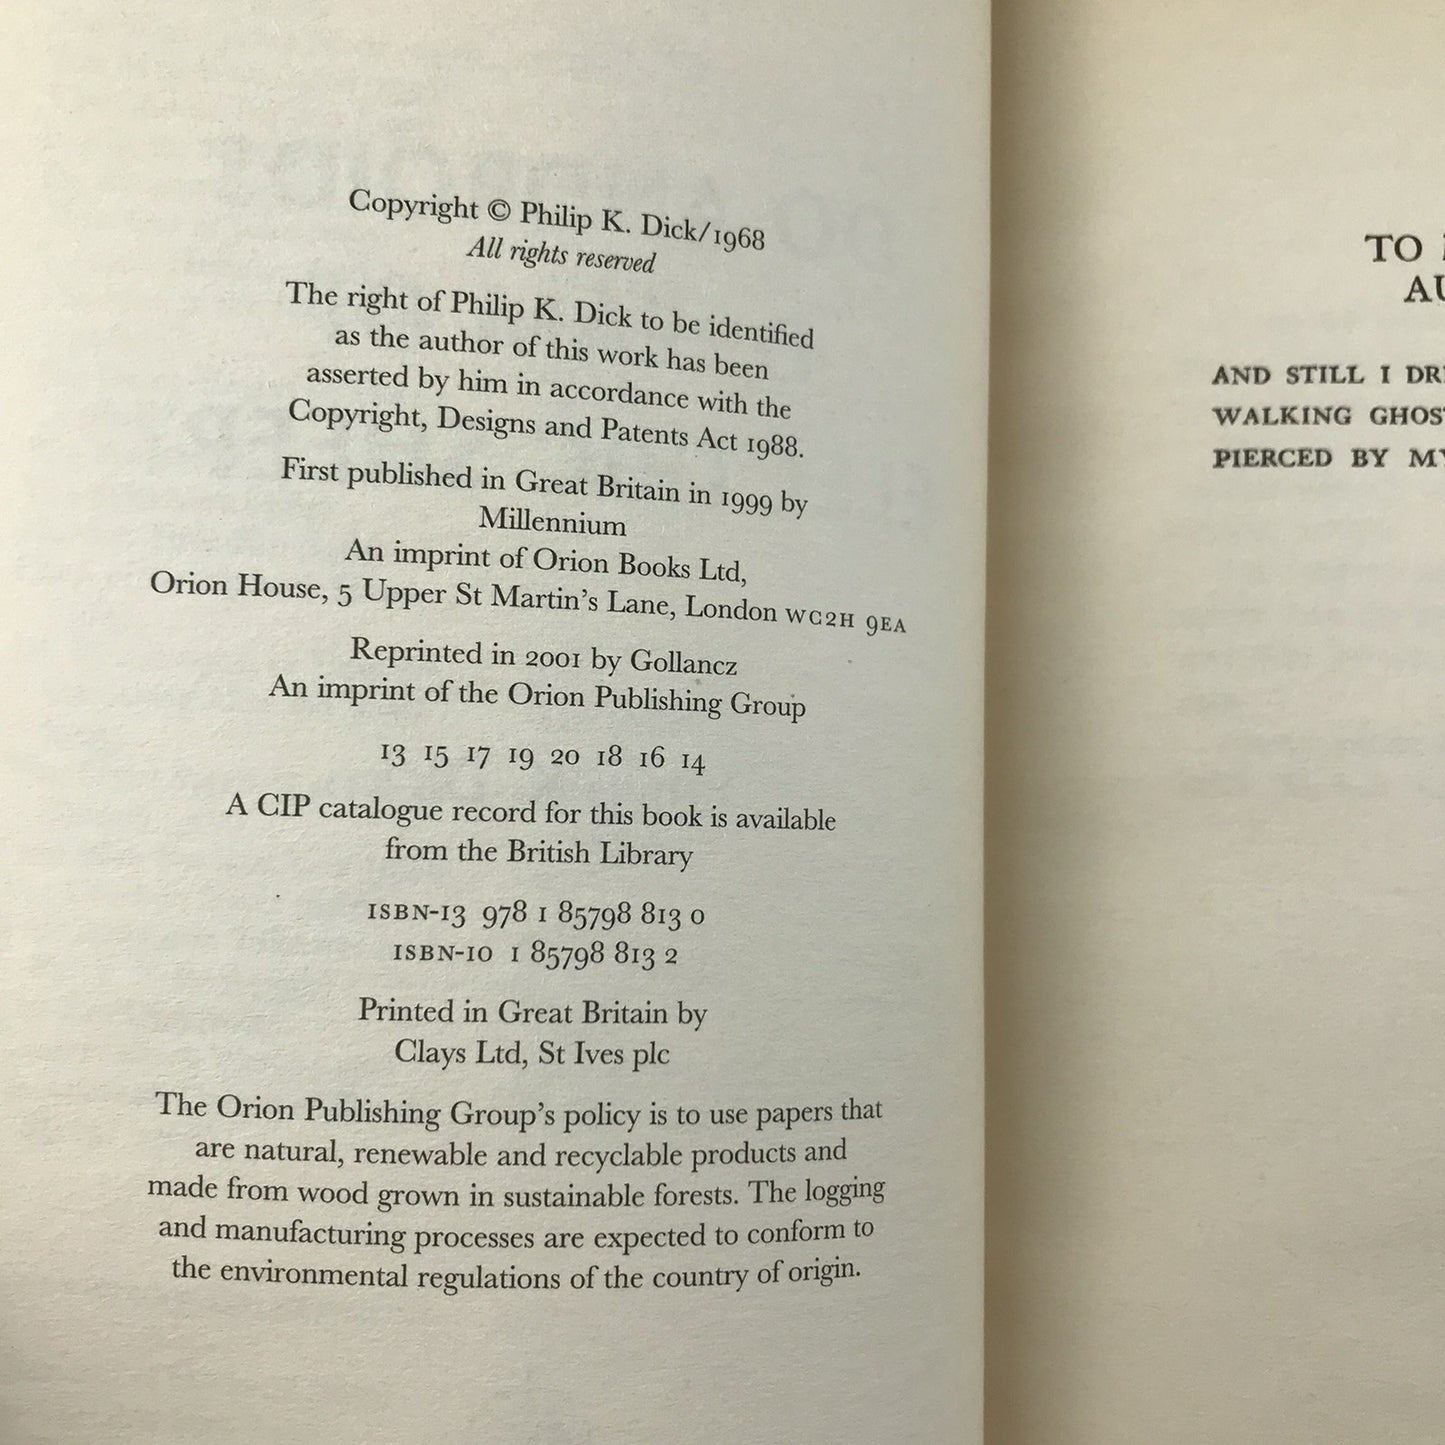 Copyright © Philip K. Dick/1968
All rights reserved
The right of Philip K. Dick to be identified
as the author of this work has been
asserted by him in accordance with the
Copyright, Designs and Patents Act 1988.
First published in Great Britain in 1999 by
Millennium
An imprint of Orion Books Ltd,
Orion House, 5 Upper St Martin's Lane, London WC2H 9EA
Reprinted in 2001 by Gollancz
An imprint of the Orion Publishing Group
13 15 17 19 20 18 16 14
A CIP catalogue record for this book is available
from the British Library
ISBN-13 978 1 85798 813 0
ISBN-10 1 85798 813 2
Printed in Great Britain by
Clays Ltd, St Ives plc
The Orion Publishing Group's policy is to use papers that
are natural, renewable and recyclable products and
made from wood grown in sustainable forests. The logging
and manufacturing processes are expected to conform to
the environmental regulations of the country of origin.
TO
AU
AND STILL I DR
WALKING GHOS
PIERCED BY MY